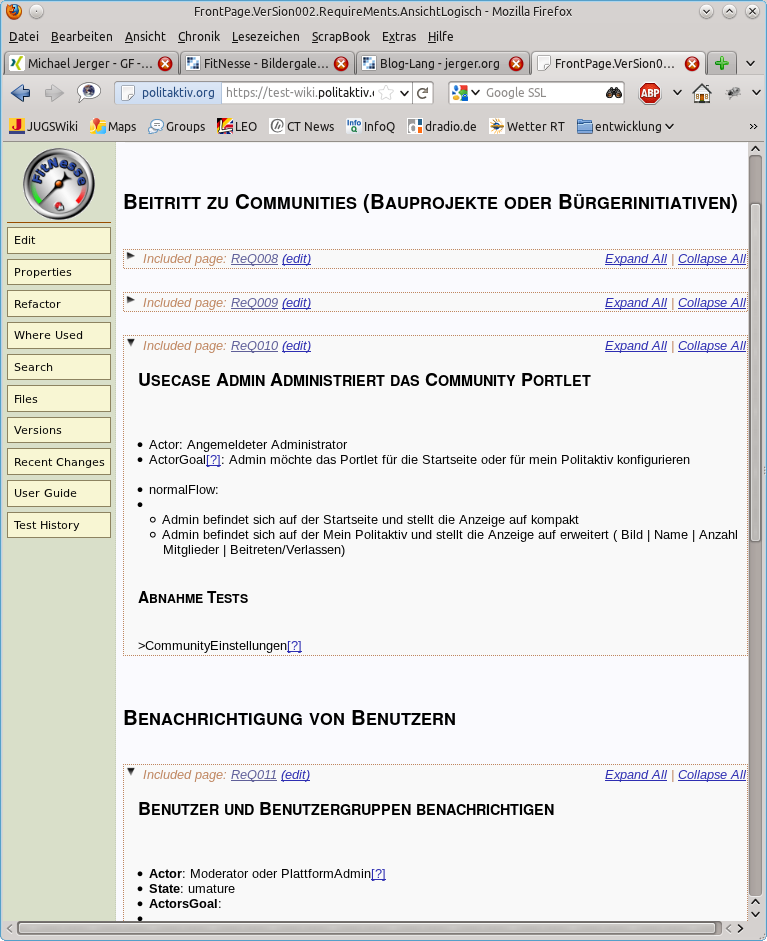 FrontPage.VerSion002.RequireMents.AnsichtLogisch - Mozilla Firefox
Datei Bearbeiten Ansicht Chronik Lesezeichen ScrapBook Extras Hilfe
Michael Jerger - GF -... FitNesse - Bildergale... Blog-Lang - jerger.org FrontPage.VerSion0...
politaktiv.org https://test-wiki.politaktiv. Google SSL ABP
JUGSWiki Maps Groups LEO CT News InfoQ dradio.de Wetter RT entwicklung »
FitNesse
Edit
Properties
Refactor
Where Used
Search
Files
Versions
Recent Changes
User Guide
Test History
Beitritt zu Communities (Bauprojekte oder Bürgerinitiativen)
Included page: ReQ008 (edit) Expand All | Collapse All
Included page: ReQ009 (edit) Expand All | Collapse All
Included page: ReQ010 (edit) Expand All | Collapse All
Usecase Admin Administriert das Community Portlet
• Actor: Angemeldeter Administrator
• ActorGoal[?]: Admin möchte das Portlet für die Startseite oder für mein Politaktiv konfigurieren
• normalFlow:
•
○ Admin befindet sich auf der Startseite und stellt die Anzeige auf kompakt
○ Admin befindet sich auf der Mein Politaktiv und stellt die Anzeige auf erweitert ( Bild | Name | Anzahl
Mitglieder | Beitreten/Verlassen)
Abnahme Tests
>CommunityEinstellungen[?]
Benachrichtigung von Benutzern
Included page: ReQ011 (edit) Expand All | Collapse All
Benutzer und Benutzergruppen benachrichtigen
• Actor: Moderator oder PlattformAdmin[?]
• State: umature
• ActorsGoal:
•